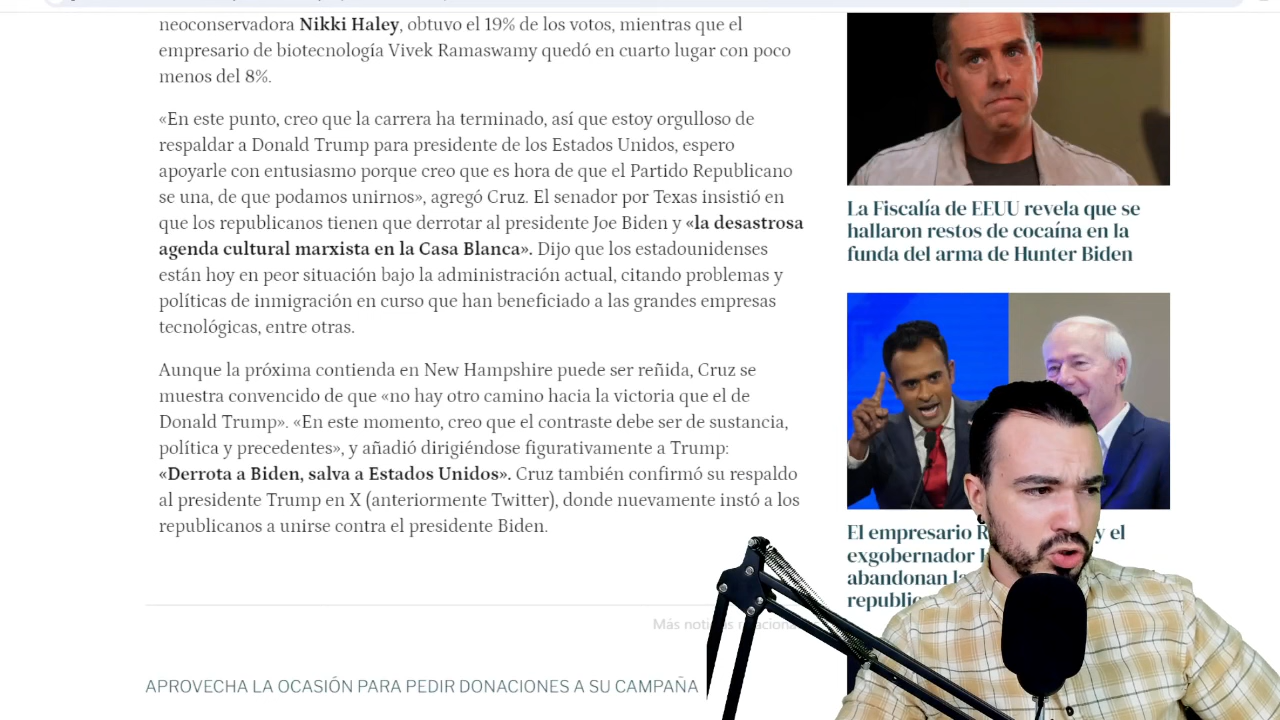 neoconservadora Nikki Haley, obtuvo el 19% de los votos, mientras que el
empresario de biotecnología Vivek Ramaswamy quedó en cuarto lugar con poco
menos del 8%.
«En este punto, creo que la carrera ha terminado, así que estoy orgulloso de
respaldar a Donald Trump para presidente de los Estados Unidos, espero
apoyarle con entusiasmo porque creo que es hora de que el Partido Republicano
se una, de que podamos unirnos», agregó Cruz. El senador por Texas insistió en
que los republicanos tienen que derrotar al presidente Joe Biden y «la desastrosa
agenda cultural marxista en la Casa Blanca». Dijo que los estadounidenses
están hoy en peor situación bajo la administración actual, citando problemas y
políticas de inmigración en curso que han beneficiado a las grandes empresas
tecnológicas, entre otras.
Aunque la próxima contienda en New Hampshire puede ser reñida, Cruz se
muestra convencido de que «no hay otro camino hacia la victoria que el de
Donald Trump». «En este momento, creo que el contraste debe ser de sustancia,
política y precedentes», y añadió dirigiéndose figurativamente a Trump:
«Derrota a Biden, salva a Estados Unidos». Cruz también confirmó su respaldo
al presidente Trump en X (anteriormente Twitter), donde nuevamente instó a los
republicanos a unirse contra el presidente Biden.
Más
APROVECHA LA OCASIÓN PARA PEDIR DONACIONES A SU CAMPAÑA
La Fiscalía de EEUU revela que se
hallaron restos de cocaína en la
funda del arma de Hunter Biden
El empresario y el
exgobernador
abandonan